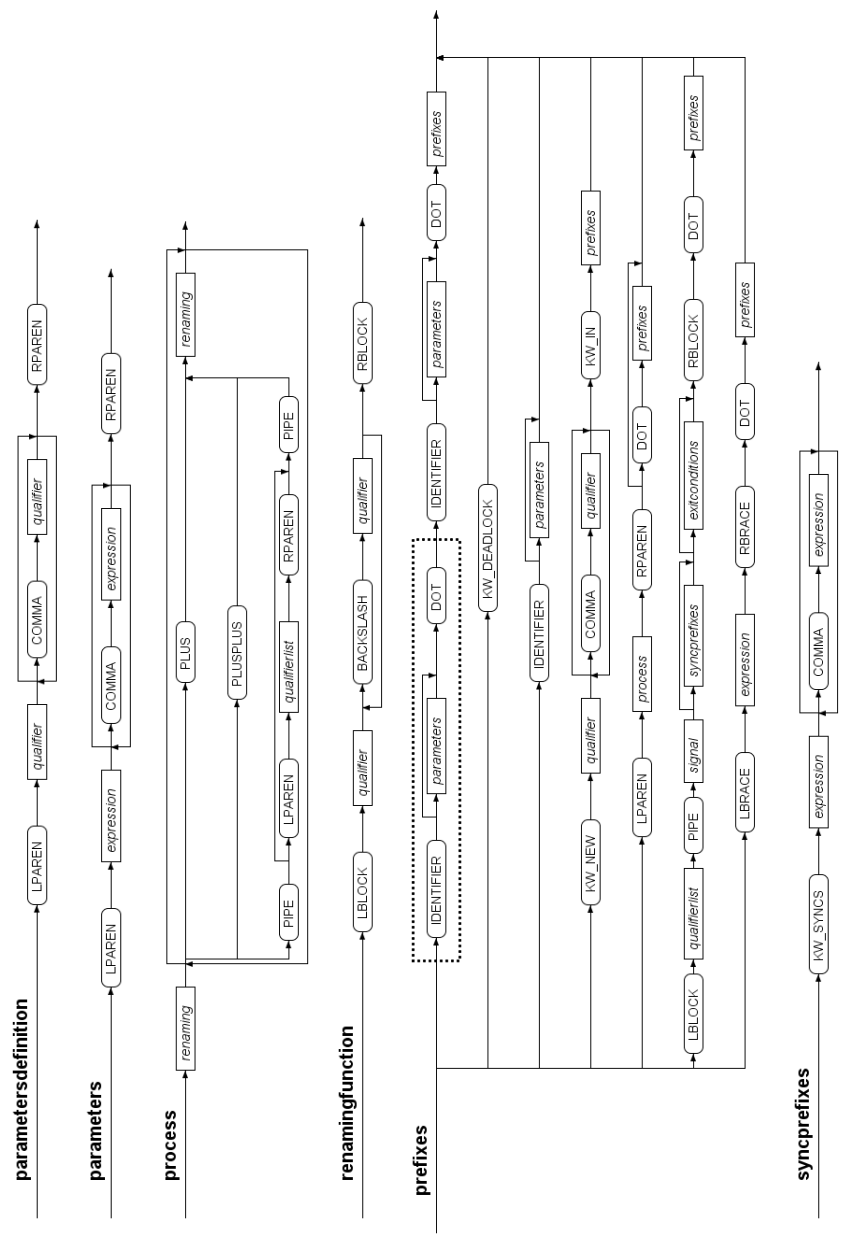 parametersdefinition
LPAREN
qualifier
COMMA
qualifier
RPAREN
parameters
LPAREN
expression
COMMA
expression
RPAREN
process
renaming
PLUS
renaming
PLUSPLUS
PIPE
LPAREN
qualifierlist
RPAREN
PIPE
renamingfunction
LBLOCK
qualifier
BACKSLASH
qualifier
RBLOCK
prefixes
IDENTIFIER
parameters
DOT
IDENTIFIER
parameters
DOT
prefixes
KW_DEADLOCK
IDENTIFIER
parameters
KW_NEW
qualifier
COMMA
qualifier
KW_IN
prefixes
LPAREN
process
RPAREN
DOT
prefixes
LBLOCK
qualifierlist
PIPE
signal
syncprefixes
exitconditions
RBLOCK
DOT
prefixes
LBRACE
expression
RBRACE
DOT
prefixes
syncprefixes
KW_SYNCS
expression
COMMA
expression